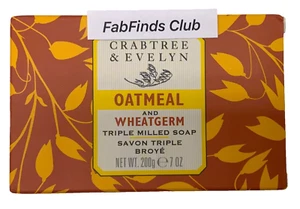 FabFinds Club
CRABTREE
& EVELYN
OATMEAL
AND
WHEATGERM
TRIPLE MILLED SOAP
SAVON TRIPLE
BROYÉ
NET WT. 200g ℮ 7 OZ